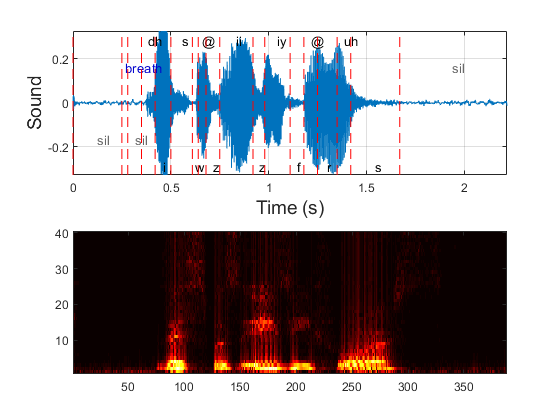 dh s @ ii iy @ uh
breath sil
sil sil
i w z z f r s
0.2
0
-0.2
Sound
0 0.5 1 1.5 2
Time (s)
40
30
20
10
50 100 150 200 250 300 350